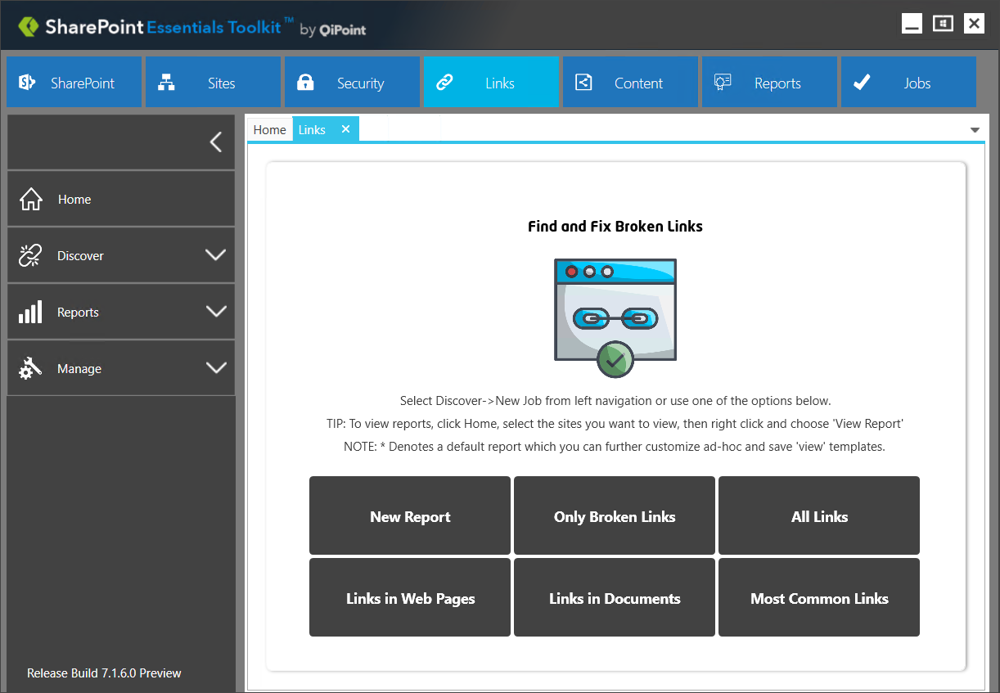 SharePoint Essentials Toolkit™ by QiPoint
SharePoint
Sites
Security
Links
Content
Reports
Jobs
Home
Discover
Reports
Manage
Release Build 7.1.6.0 Preview
Home
Links
Find and Fix Broken Links
Select Discover->New Job from left navigation or use one of the options below.
TIP: To view reports, click Home, select the sites you want to view, then right click and choose 'View Report'
NOTE: * Denotes a default report which you can further customize ad-hoc and save 'view' templates.
New Report
Only Broken Links
All Links
Links in Web Pages
Links in Documents
Most Common Links